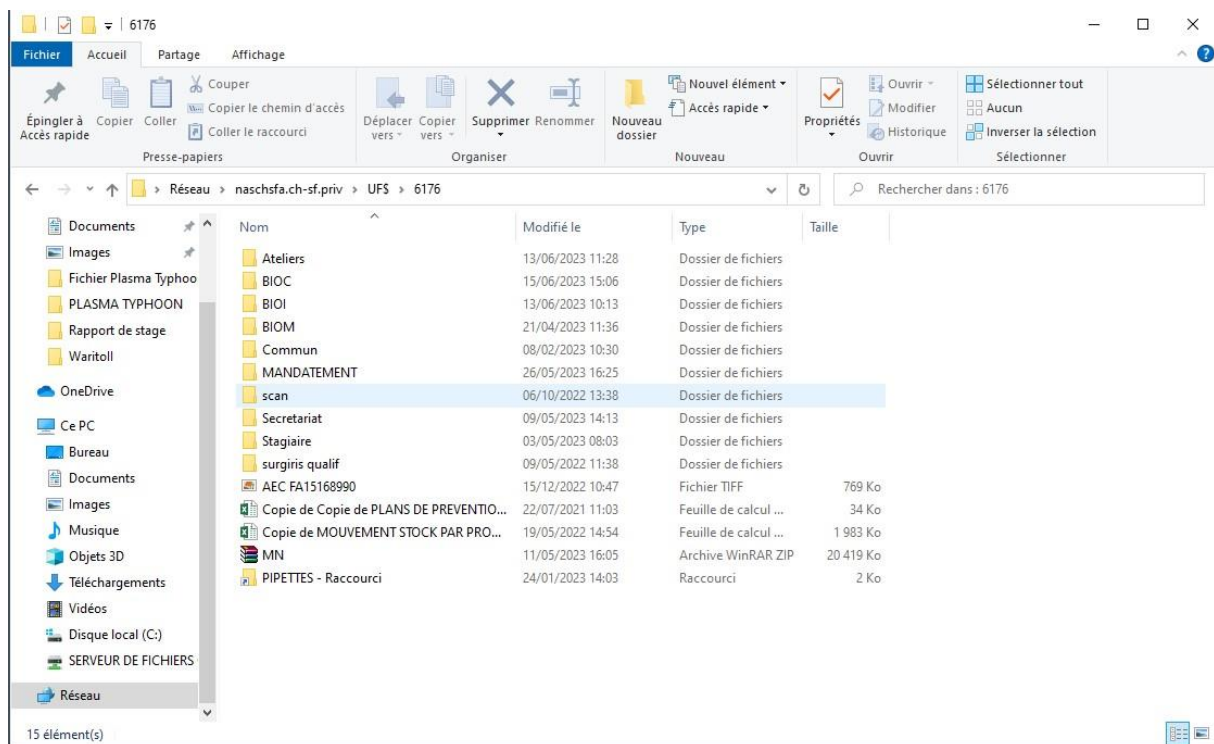 6176
Fichier Accueil Partage Affichage
Épingler à Accès rapide
Copier
Coller
Couper
Copier le chemin d'accès
Coller le raccourci
Presse-papiers
Déplacer vers
Copier vers
Supprimer
Renommer
Organiser
Nouveau dossier
Nouvel élément
Accès rapide
Nouveau
Propriétés
Ouvrir
Modifier
Historique
Ouvrir
Sélectionner tout
Aucun
Inverser la sélection
Sélectionner
Réseau > naschsfa.ch-sf.priv > UF$ > 6176
Rechercher dans : 6176
Documents
Images
Fichier Plasma Typhoo
PLASMA TYPHOON
Rapport de stage
Waritoll
OneDrive
Ce PC
Bureau
Documents
Images
Musique
Objets 3D
Téléchargements
Vidéos
Disque local (C:)
SERVEUR DE FICHIERS
Réseau
Nom Modifié le Type Taille
Ateliers 13/06/2023 11:28 Dossier de fichiers
BIOC 15/06/2023 15:06 Dossier de fichiers
BIOI 13/06/2023 10:13 Dossier de fichiers
BIOM 21/04/2023 11:36 Dossier de fichiers
Commun 08/02/2023 10:30 Dossier de fichiers
MANDATEMENT 26/05/2023 16:25 Dossier de fichiers
scan 06/10/2022 13:38 Dossier de fichiers
Secretariat 09/05/2023 14:13 Dossier de fichiers
Stagiaire 03/05/2023 08:03 Dossier de fichiers
surgiris qualif 09/05/2022 11:38 Dossier de fichiers
AEC FA15168990 15/12/2022 10:47 Fichier TIFF 769 Ko
Copie de Copie de PLANS DE PREVENTIO... 22/07/2021 11:03 Feuille de calcul ... 34 Ko
Copie de MOUVEMENT STOCK PAR PRO... 19/05/2022 14:54 Feuille de calcul ... 1 983 Ko
MN 11/05/2023 16:05 Archive WinRAR ZIP 20 419 Ko
PIPETTES - Raccourci 24/01/2023 14:03 Raccourci 2 Ko
15 élément(s)